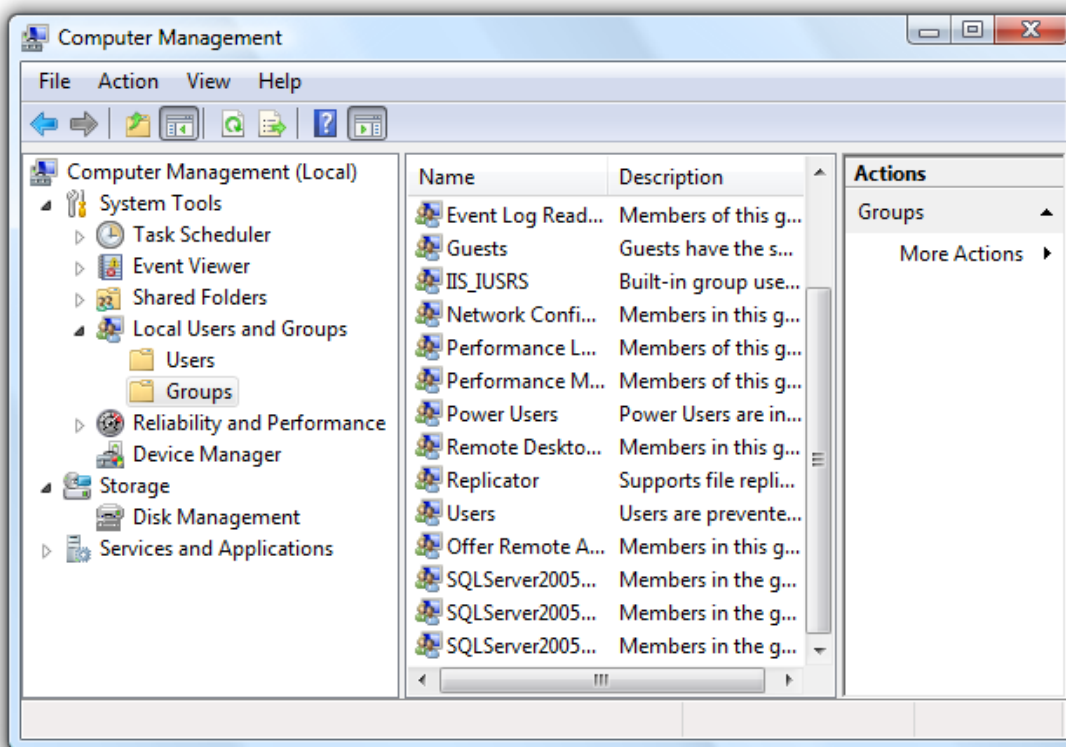 Computer Management
File Action View Help
Computer Management (Local)
System Tools
Task Scheduler
Event Viewer
Shared Folders
Local Users and Groups
Users
Groups
Reliability and Performance
Device Manager
Storage
Disk Management
Services and Applications
Name Description
Event Log Read... Members of this g...
Guests Guests have the s...
IIS_IUSRS Built-in group use...
Network Confi... Members in this g...
Performance L... Members of this g...
Performance M... Members of this g...
Power Users Power Users are in...
Remote Deskto... Members in this g...
Replicator Supports file repli...
Users Users are prevente...
Offer Remote A... Members in this g...
SQLServer2005... Members in the g...
SQLServer2005... Members in the g...
SQLServer2005... Members in the g...
Actions
Groups
More Actions